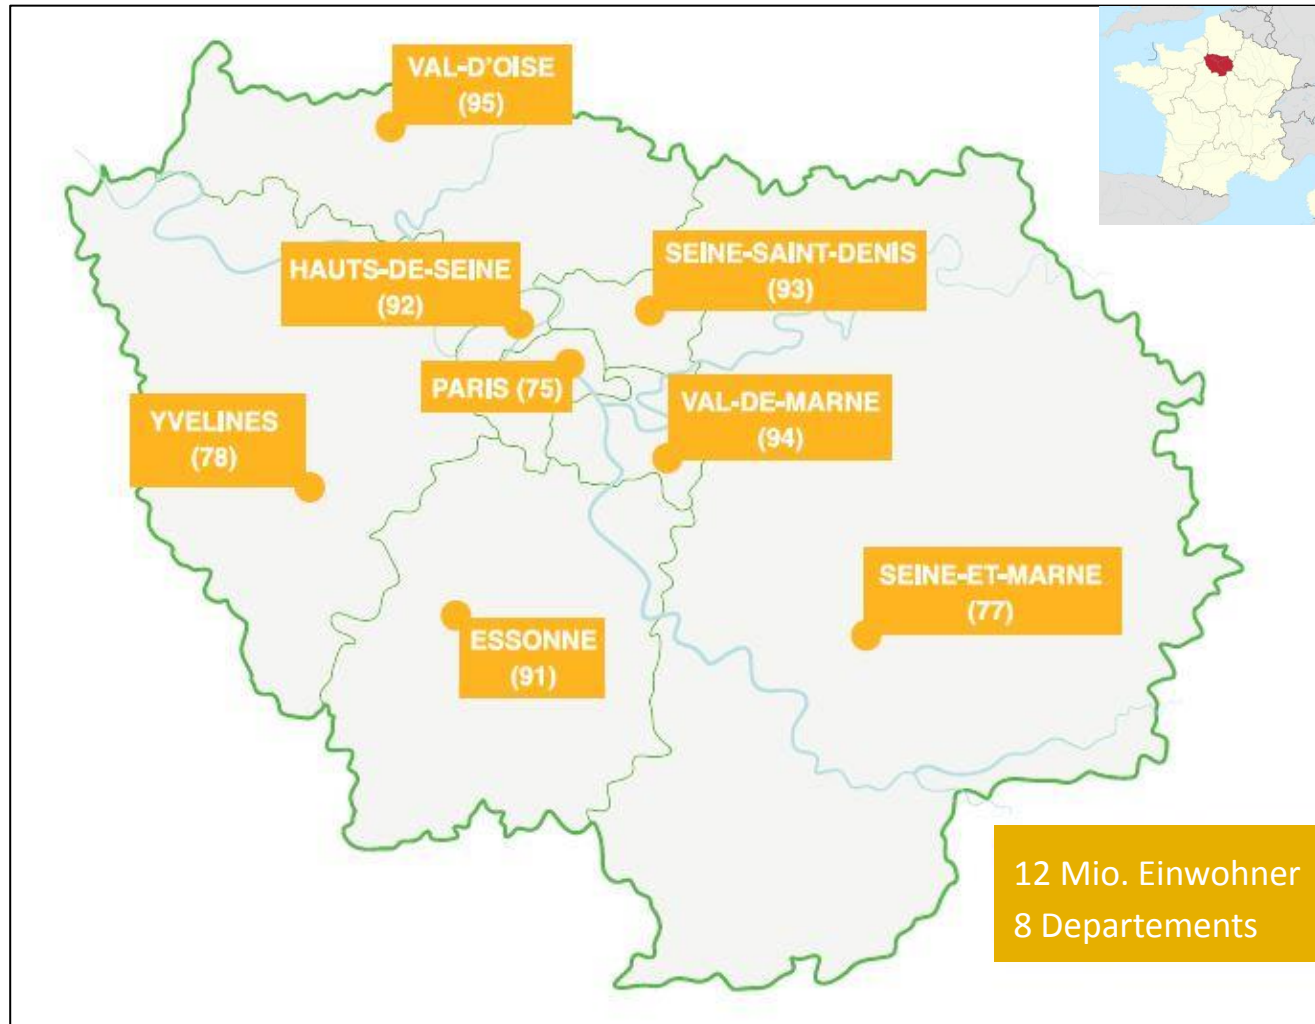 VAL-D'OISE
(95)
HAUTS-DE-SEINE
(92)
SEINE-SAINT-DENIS
(93)
PARIS (75)
VAL-DE-MARNE
(94)
YVELINES
(78)
SEINE-ET-MARNE
(77)
ESSONNE
(91)
12 Mio. Einwohner
8 Departements